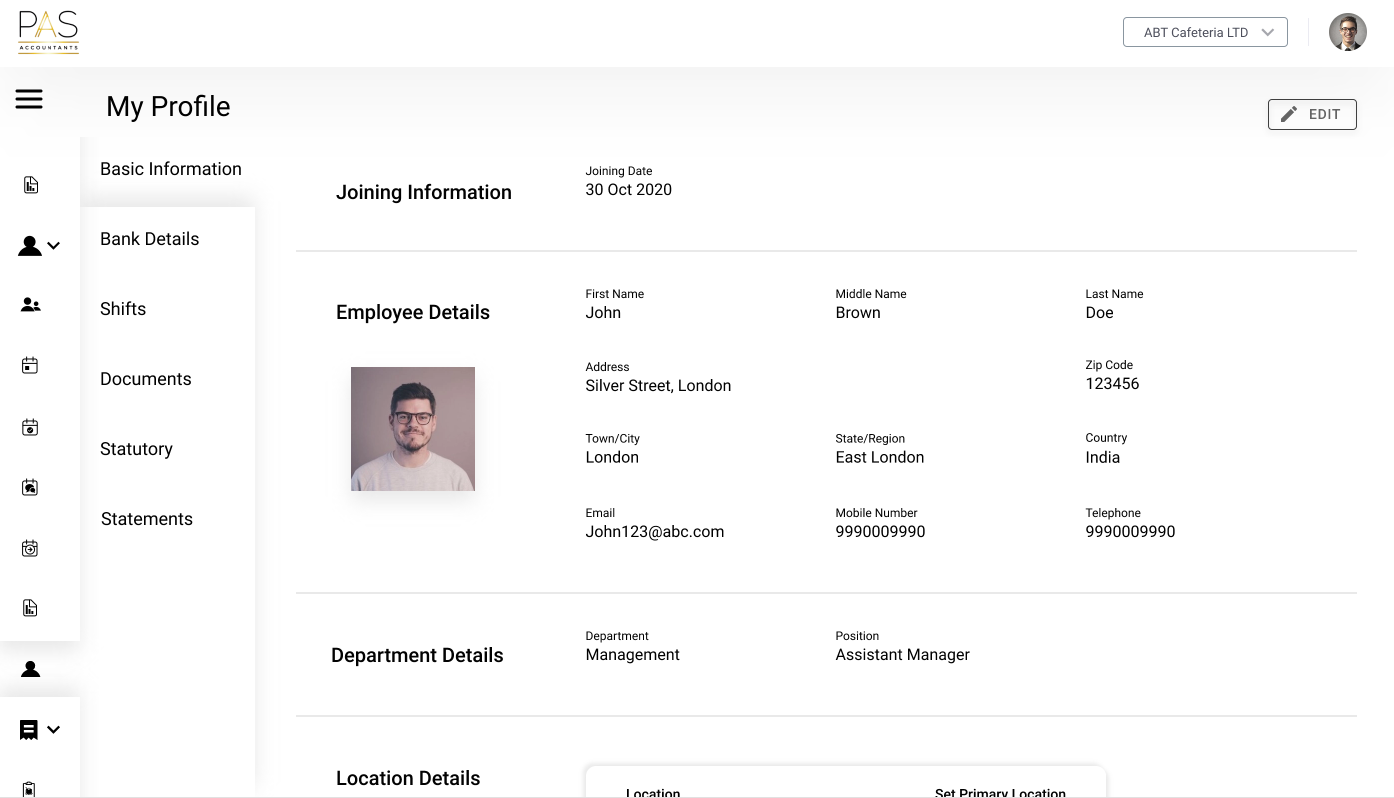 PAS
ACCOUNTANTS
ABT Cafeteria LTD
My Profile
EDIT
Basic Information
Bank Details
Shifts
Documents
Statutory
Statements
Joining Information
Joining Date
30 Oct 2020
Employee Details
First Name
John
Middle Name
Brown
Last Name
Doe
Address
Silver Street, London
Zip Code
123456
Town/City
London
State/Region
East London
Country
India
Email
John123@abc.com
Mobile Number
9990009990
Telephone
9990009990
Department Details
Department
Management
Position
Assistant Manager
Location Details
Location
Set Primary Location